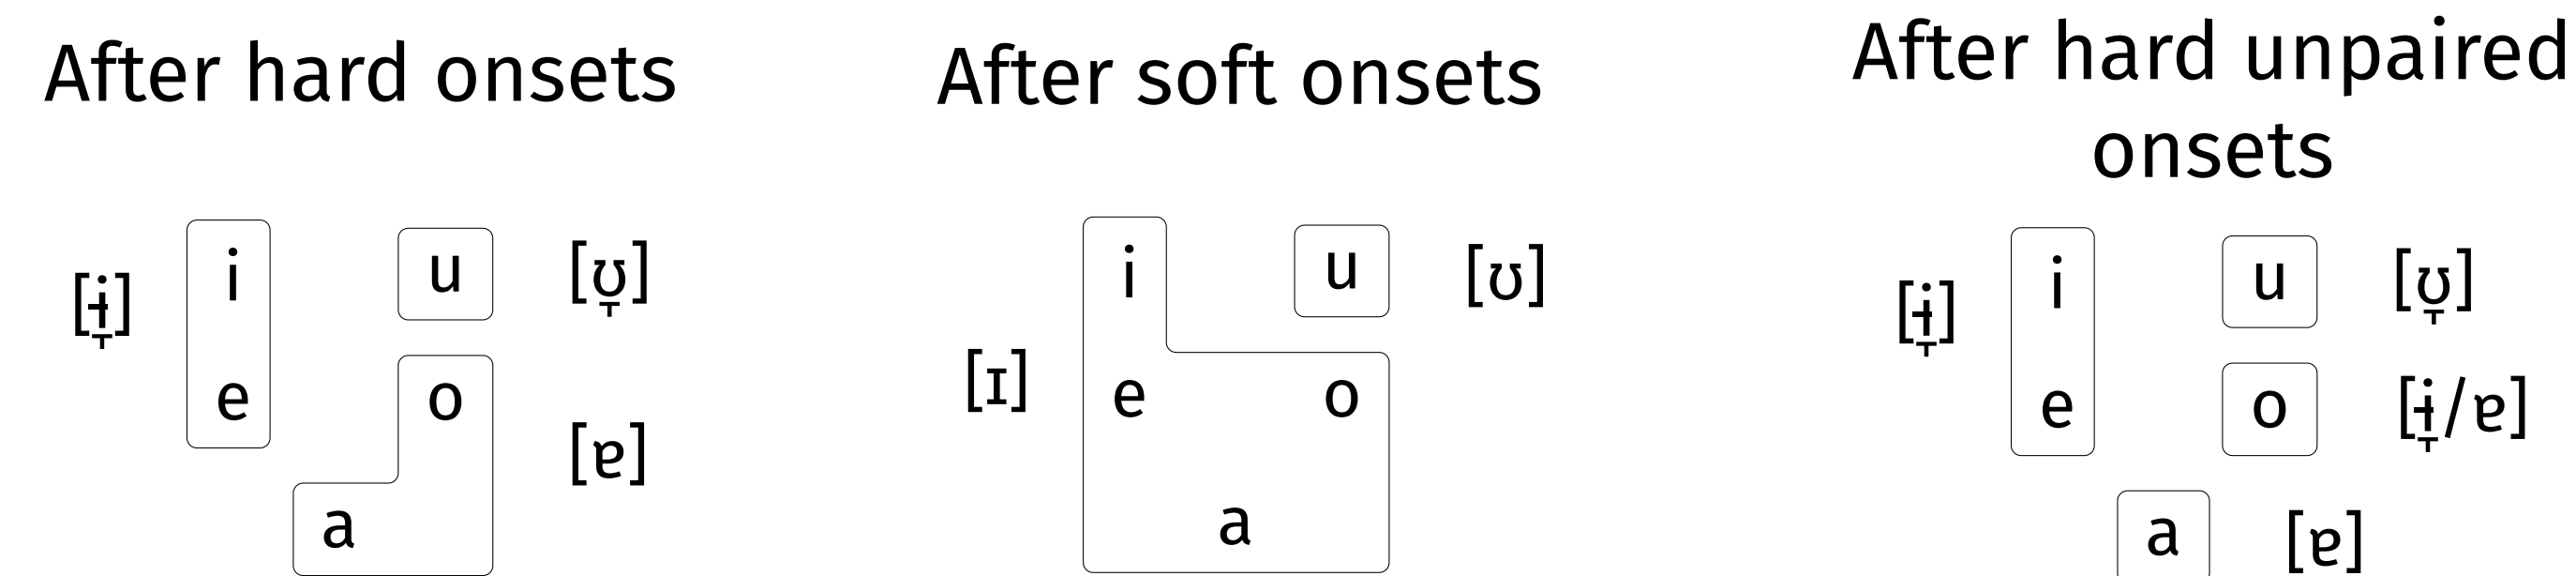 After hard onsets
[ɨ̞]
i
u
[ʊ̞]
e
o
[ɐ]
a
After soft onsets
i
u
[ʊ]
[ɪ]
e
o
a
After hard unpaired
onsets
[ɨ̞]
i
u
[ʊ̞]
e
o
[ɨ̞/ɐ]
a
[ɐ]